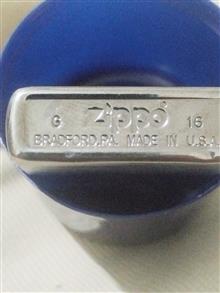 G zippo 16
BRADFORD,PA. MADE IN U.S.A.